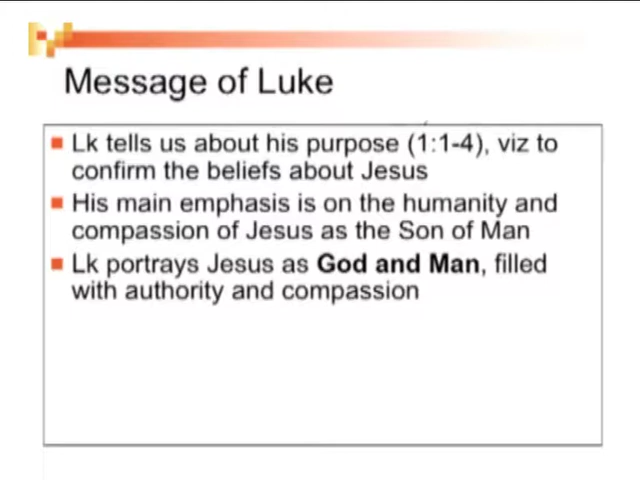 Message of Luke
Lk tells us about his purpose (1:1-4), viz to
confirm the beliefs about Jesus
His main emphasis is on the humanity and
compassion of Jesus as the Son of Man
Lk portrays Jesus as God and Man, filled
with authority and compassion